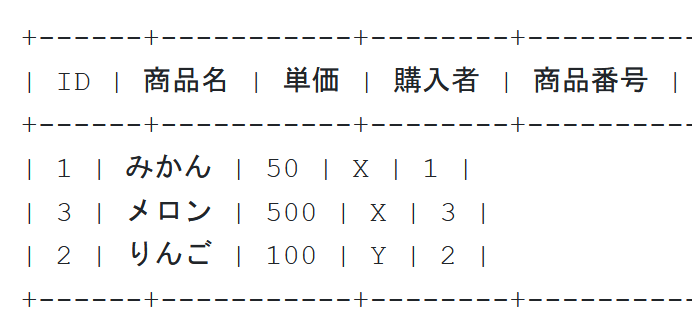 +------+-----------+--------+----------
| ID | 商品名 | 単価 | 購入者 | 商品番号 |
+------+-----------+--------+----------
| 1 | みかん | 50 | X | 1 |
| 3 | メロン | 500 | X | 3 |
| 2 | りんご | 100 | Y | 2 |
+------+-----------+--------+----------